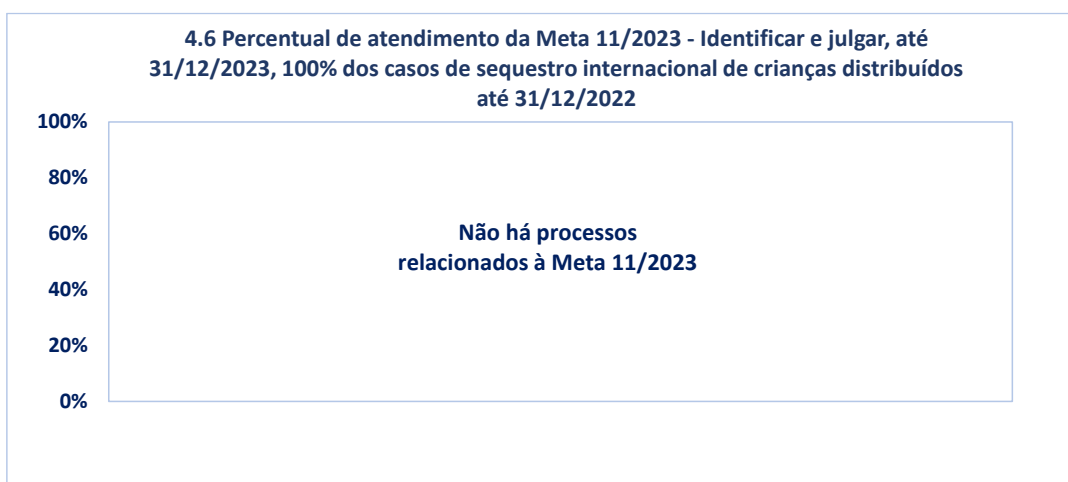 4.6 Percentual de atendimento da Meta 11/2023 - Identificar e julgar, até
31/12/2023, 100% dos casos de sequestro internacional de crianças distribuídos
até 31/12/2022
100%
80%
60%
Não há processos
relacionados à Meta 11/2023
40%
20%
0%